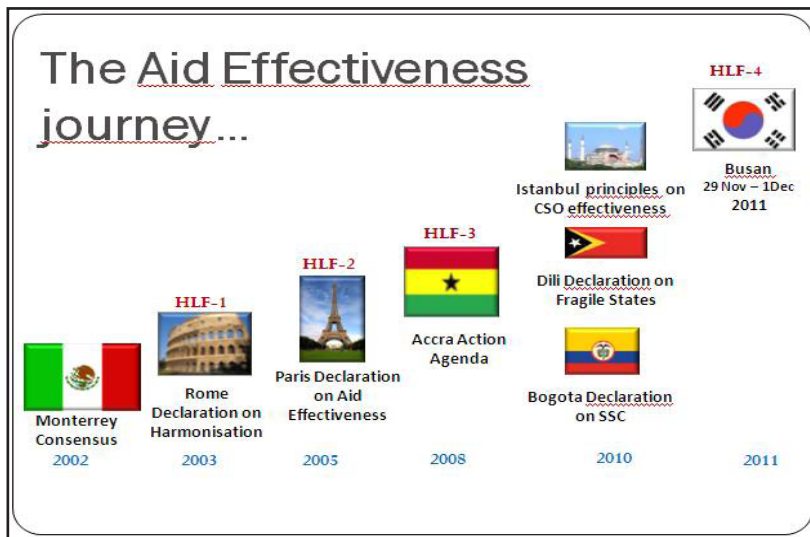 The Aid Effectiveness
journey...
Monterrey
Consensus
2002
HLF-1
Rome
Declaration on
Harmonisation
2003
HLF-2
Paris Declaration
on Aid
Effectiveness
2005
HLF-3
Accra Action
Agenda
2008
Istanbul principles on
CSO effectiveness
Dili Declaration on
Fragile States
Bogota Declaration
on SSC
2010
HLF-4
Busan
29 Nov – 1Dec
2011
2011